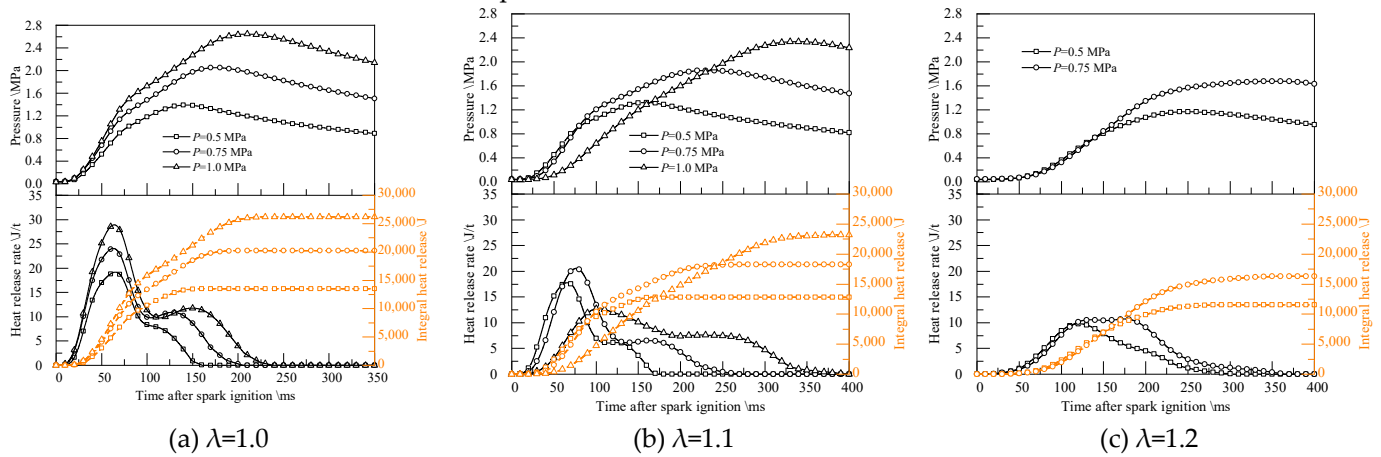 2.8
2.4
2.0
1.6
1.2
0.8
0.4
0.0
Pressure \MPa
P=0.5 MPa
P=0.75 MPa
P=1.0 MPa
35
30
25
20
15
10
5
0
Heat release rate \J/t
30,000
25,000
20,000
15,000
10,000
5,000
0
Integral heat release \J
0 50 100 150 200 250 300 350
Time after spark ignition \ms
(a) λ=1.0
2.8
2.4
2.0
1.6
1.2
0.8
0.4
0.0
Pressure \MPa
P=0.5 MPa
P=0.75 MPa
P=1.0 MPa
35
30
25
20
15
10
5
0
Heat release rate \J/t
30,000
25,000
20,000
15,000
10,000
5,000
0
Integral heat release \J
0 50 100 150 200 250 300 350 400
Time after spark ignition \ms
(b) λ=1.1
2.8
2.4
2.0
1.6
1.2
0.8
0.4
0.0
Pressure \MPa
P=0.5 MPa
P=0.75 MPa
35
30
25
20
15
10
5
0
Heat release rate \J/t
30,000
25,000
20,000
15,000
10,000
5,000
0
Integral heat release \J
0 50 100 150 200 250 300 350 400
Time after spark ignition \ms
(c) λ=1.2